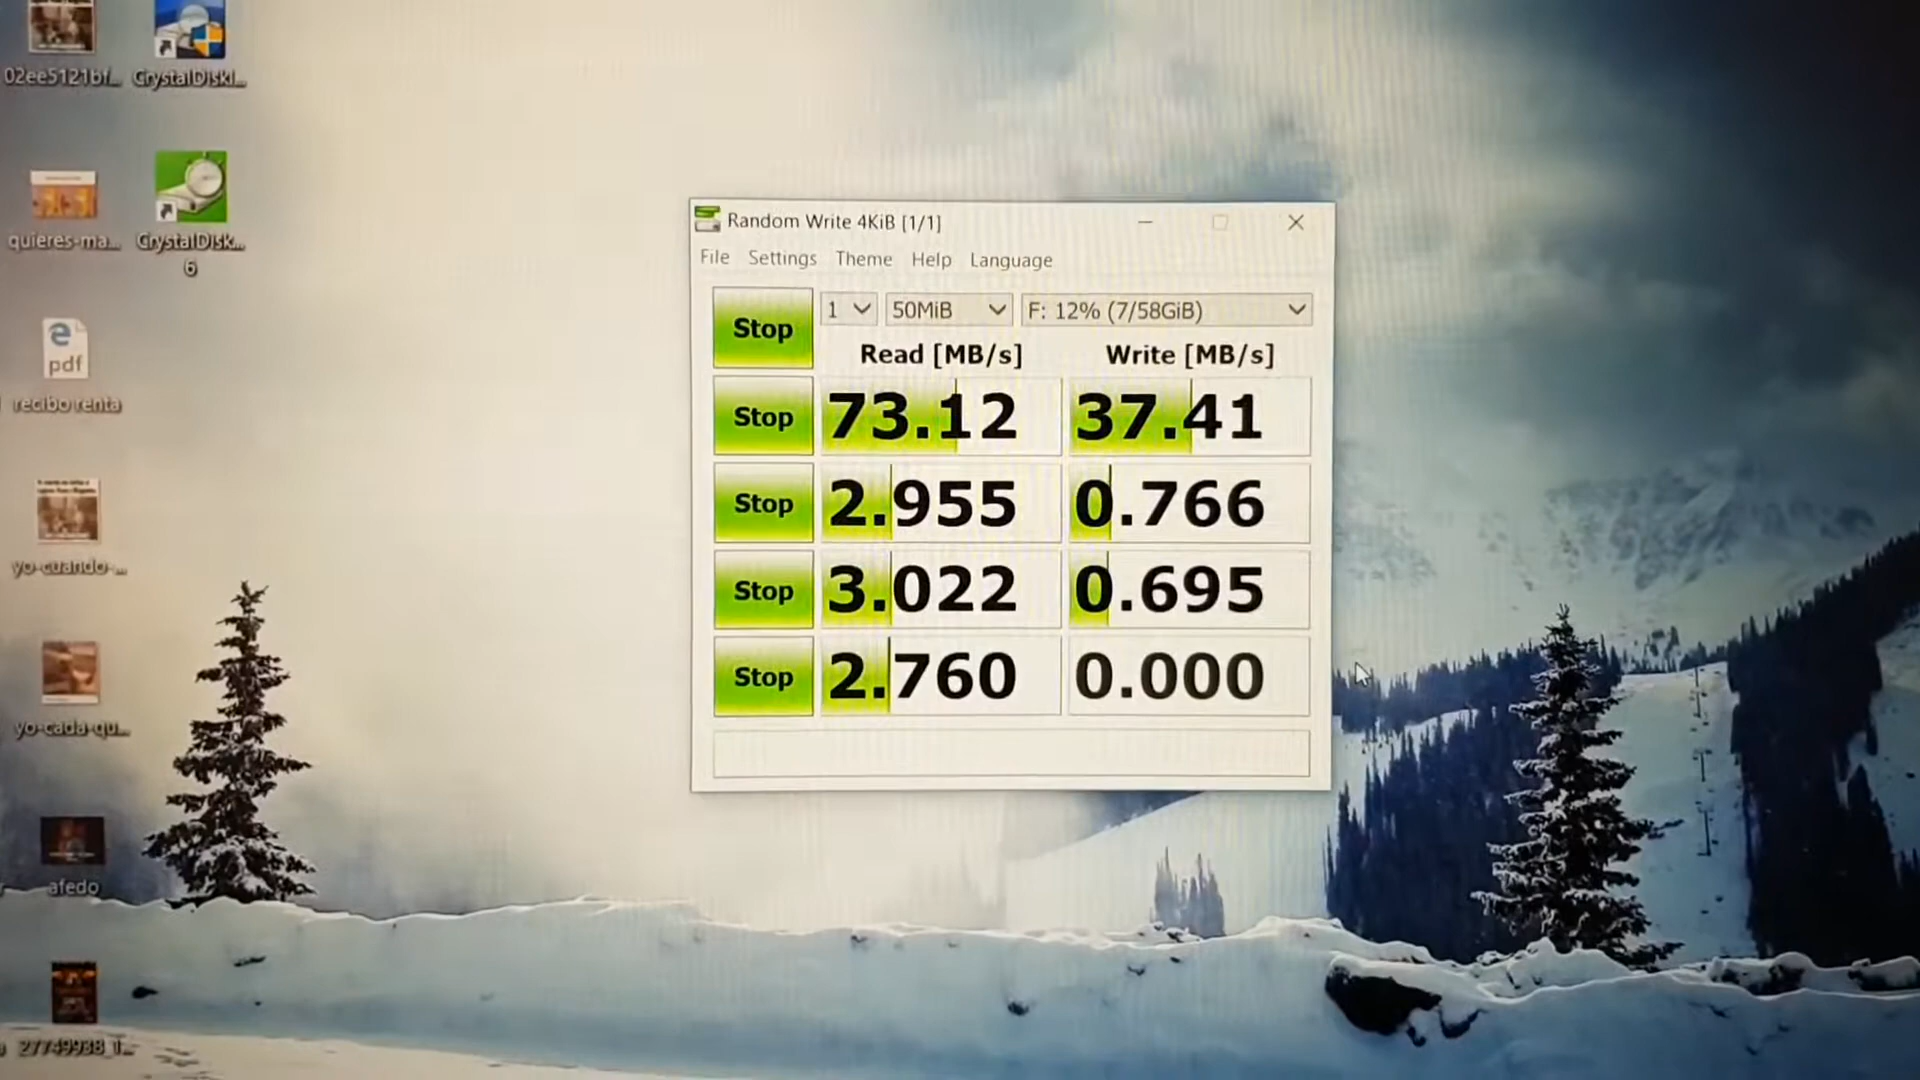 02ee5121bf...
CrystalDiskI...
quieres-ma...
CrystalDisk...
6
pdf
recibo renta
yo-cuando-...
yo-cada-qu...
afedo
27749938_1...
Random Write 4KiB [1/1]
File Settings Theme Help Language
Stop 1 50MiB F: 12% (7/58GiB)
Read [MB/s] Write [MB/s]
Stop 73.12 37.41
Stop 2.955 0.766
Stop 3.022 0.695
Stop 2.760 0.000